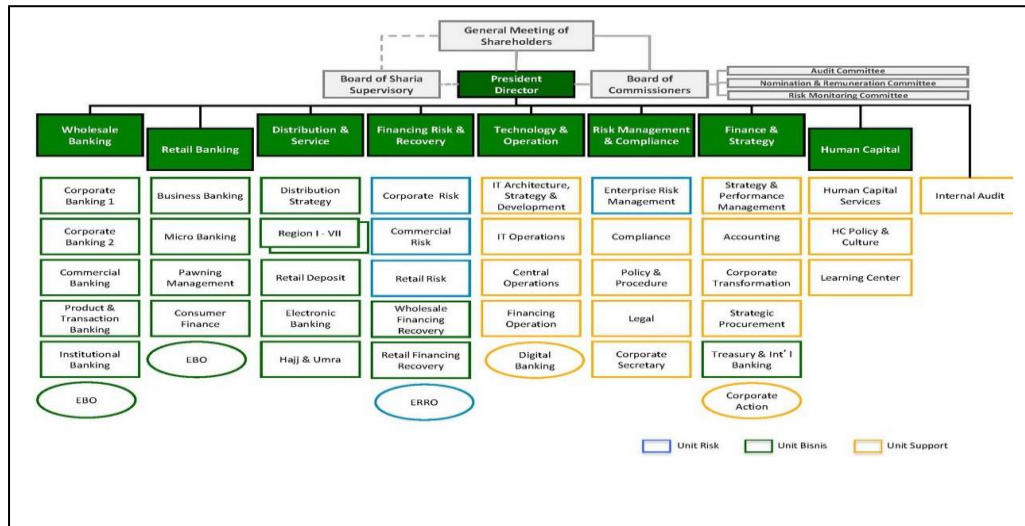 General Meeting of
Shareholders
Board of Sharia
Supervisory
President
Director
Board of
Commissioners
Audit Committee
Nomination & Remuneration Committee
Risk Monitoring Committee
Wholesale
Banking
Retail Banking
Distribution &
Service
Financing Risk &
Recovery
Technology &
Operation
Risk Management
& Compliance
Finance &
Strategy
Human Capital
Corporate
Banking 1
Corporate
Banking 2
Commercial
Banking
Product &
Transaction
Banking
Institutional
Banking
EBO
Business Banking
Micro Banking
Pawning
Management
Consumer
Finance
EBO
Distribution
Strategy
Region I - VII
Retail Deposit
Electronic
Banking
Hajj & Umra
Corporate Risk
Commercial
Risk
Retail Risk
Wholesale
Financing
Recovery
Retail Financing
Recovery
ERRO
IT Architecture,
Strategy &
Development
IT Operations
Central
Operations
Financing
Operation
Digital
Banking
Enterprise Risk
Management
Compliance
Policy &
Procedure
Legal
Corporate
Secretary
Strategy &
Performance
Management
Accounting
Corporate
Transformation
Strategic
Procurement
Treasury & Int' l
Banking
Corporate
Action
Human Capital
Services
HC Policy &
Culture
Learning Center
Internal Audit
Unit Risk
Unit Bisnis
Unit Support